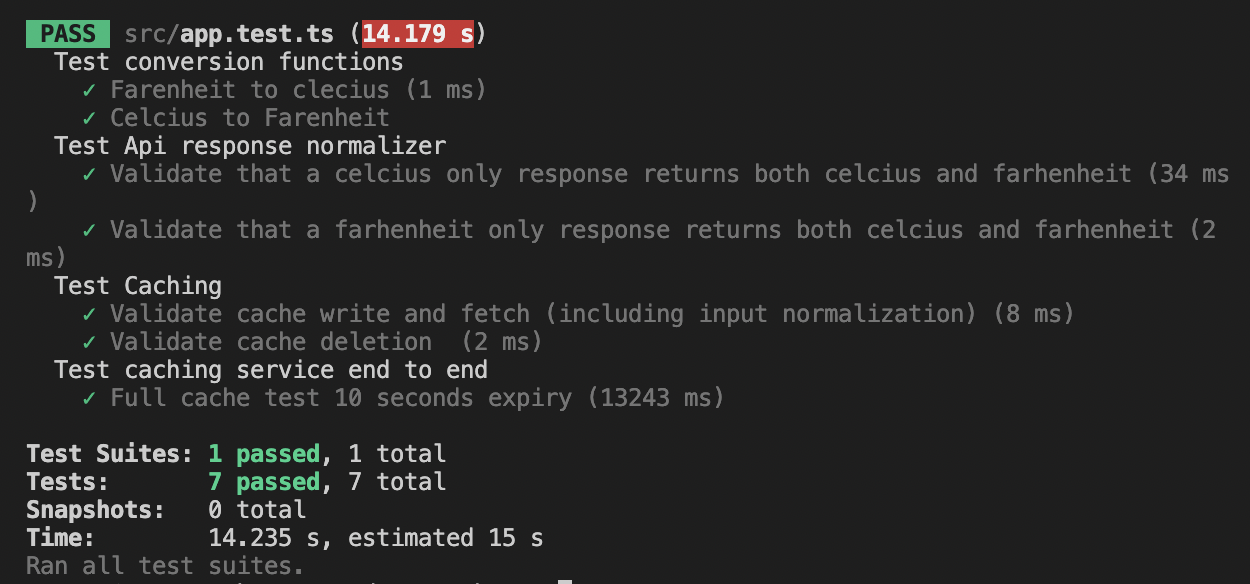 PASS src/app.test.ts (14.179 s)
Test conversion functions
✓ Farenheit to clecius (1 ms)
✓ Celcius to Farenheit
Test Api response normalizer
✓ Validate that a celcius only response returns both celcius and farhenheit (34 ms
)
✓ Validate that a farhenheit only response returns both celcius and farhenheit (2
ms)
Test Caching
✓ Validate cache write and fetch (including input normalization) (8 ms)
✓ Validate cache deletion  (2 ms)
Test caching service end to end
✓ Full cache test 10 seconds expiry (13243 ms)
Test Suites: 1 passed, 1 total
Tests:       7 passed, 7 total
Snapshots:   0 total
Time:        14.235 s, estimated 15 s
Ran all test suites.